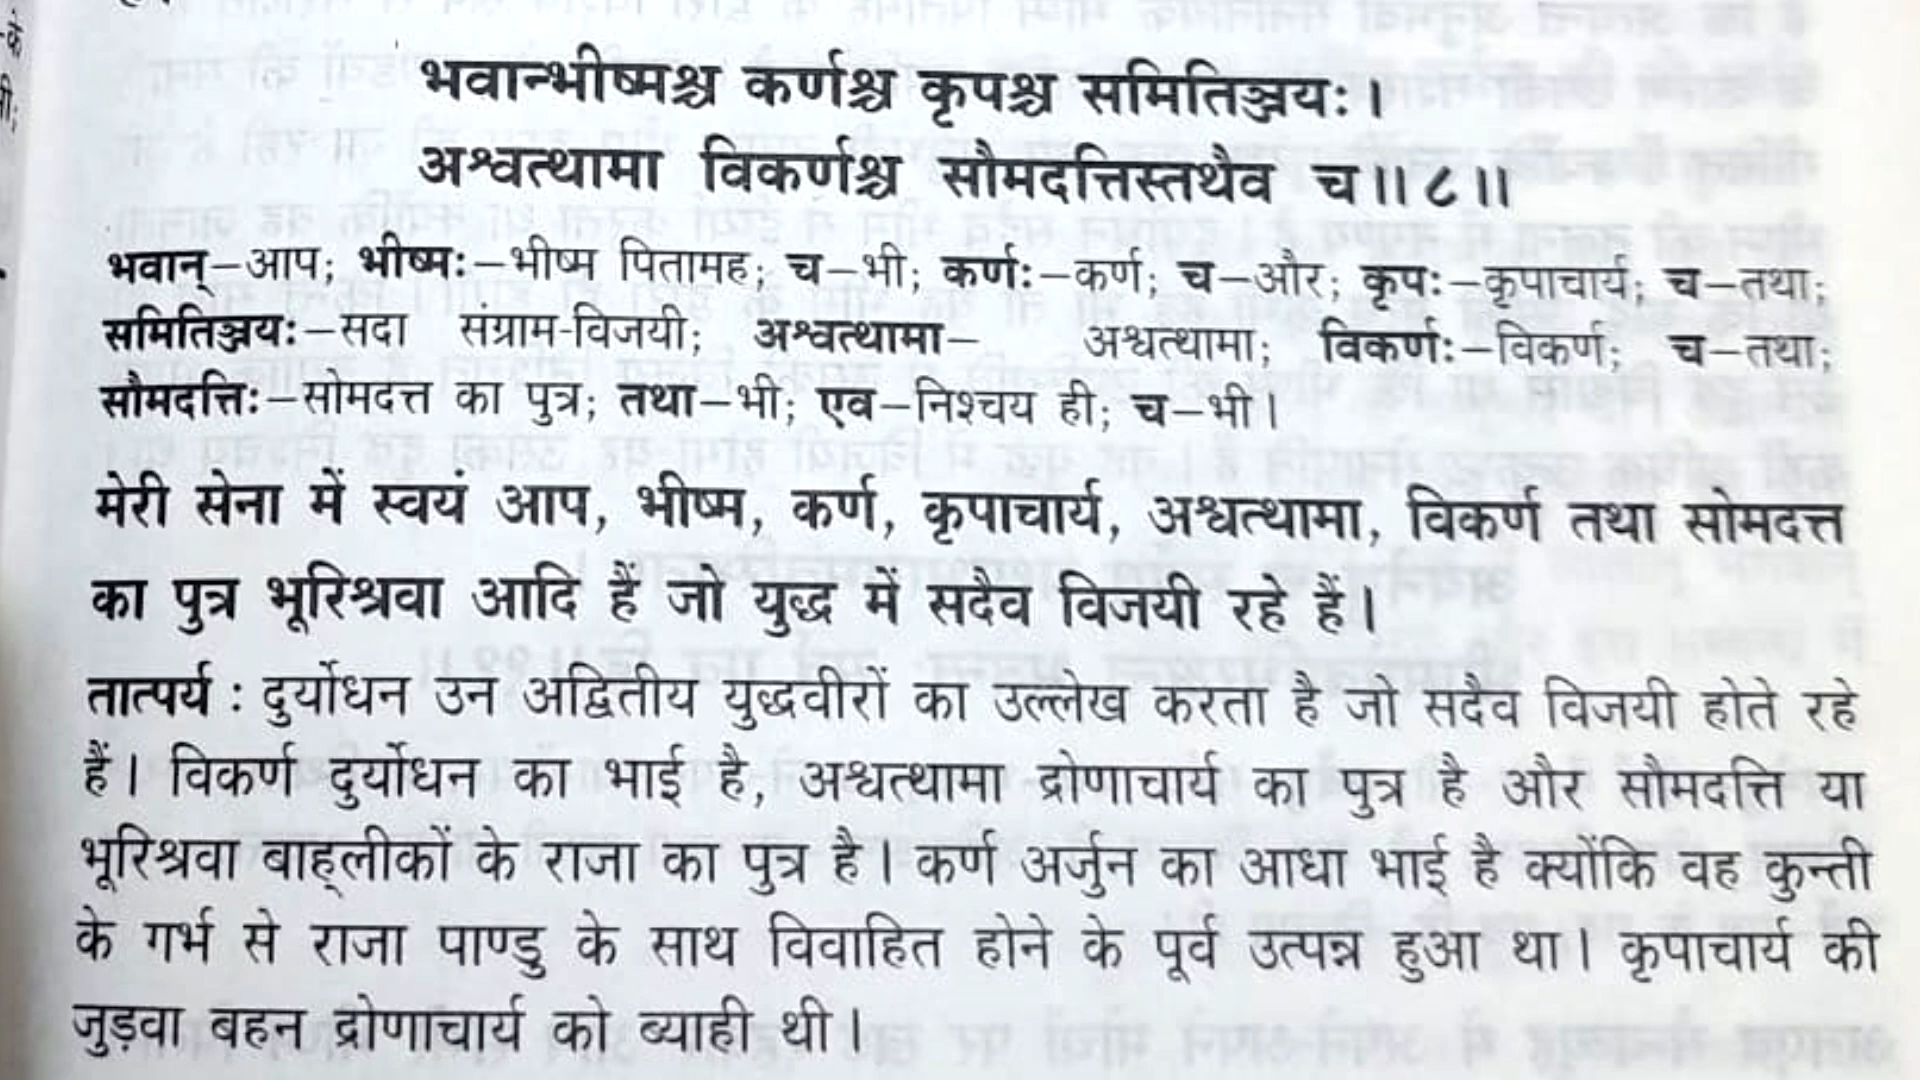 भवान्भीष्मश्च कर्णश्च कृपश्च समितिञ्जयः।
अश्वत्थामा विकर्णश्च सौमदत्तिस्तथैव च॥८॥
भवान्–आप; भीष्मः–भीष्म पितामह; च–भी; कर्णः–कर्ण; च–और; कृपः–कृपाचार्य; च–तथा;
समितिञ्जयः–सदा संग्राम-विजयी; अश्वत्थामा– अश्वत्थामा; विकर्णः–विकर्ण; च–तथा;
सौमदत्तिः–सोमदत्त का पुत्र; तथा–भी; एव–निश्चय ही; च–भी।
मेरी सेना में स्वयं आप, भीष्म, कर्ण, कृपाचार्य, अश्वत्थामा, विकर्ण तथा सोमदत्त
का पुत्र भूरिश्रवा आदि हैं जो युद्ध में सदैव विजयी रहे हैं।
तात्पर्य : दुर्योधन उन अद्वितीय युद्धवीरों का उल्लेख करता है जो सदैव विजयी होते रहे
हैं। विकर्ण दुर्योधन का भाई है, अश्वत्थामा द्रोणाचार्य का पुत्र है और सौमदत्ति या
भूरिश्रवा बाह्लीकों के राजा का पुत्र है। कर्ण अर्जुन का आधा भाई है क्योंकि वह कुन्ती
के गर्भ से राजा पाण्डु के साथ विवाहित होने के पूर्व उत्पन्न हुआ था। कृपाचार्य की
जुड़वा बहन द्रोणाचार्य को ब्याही थी।